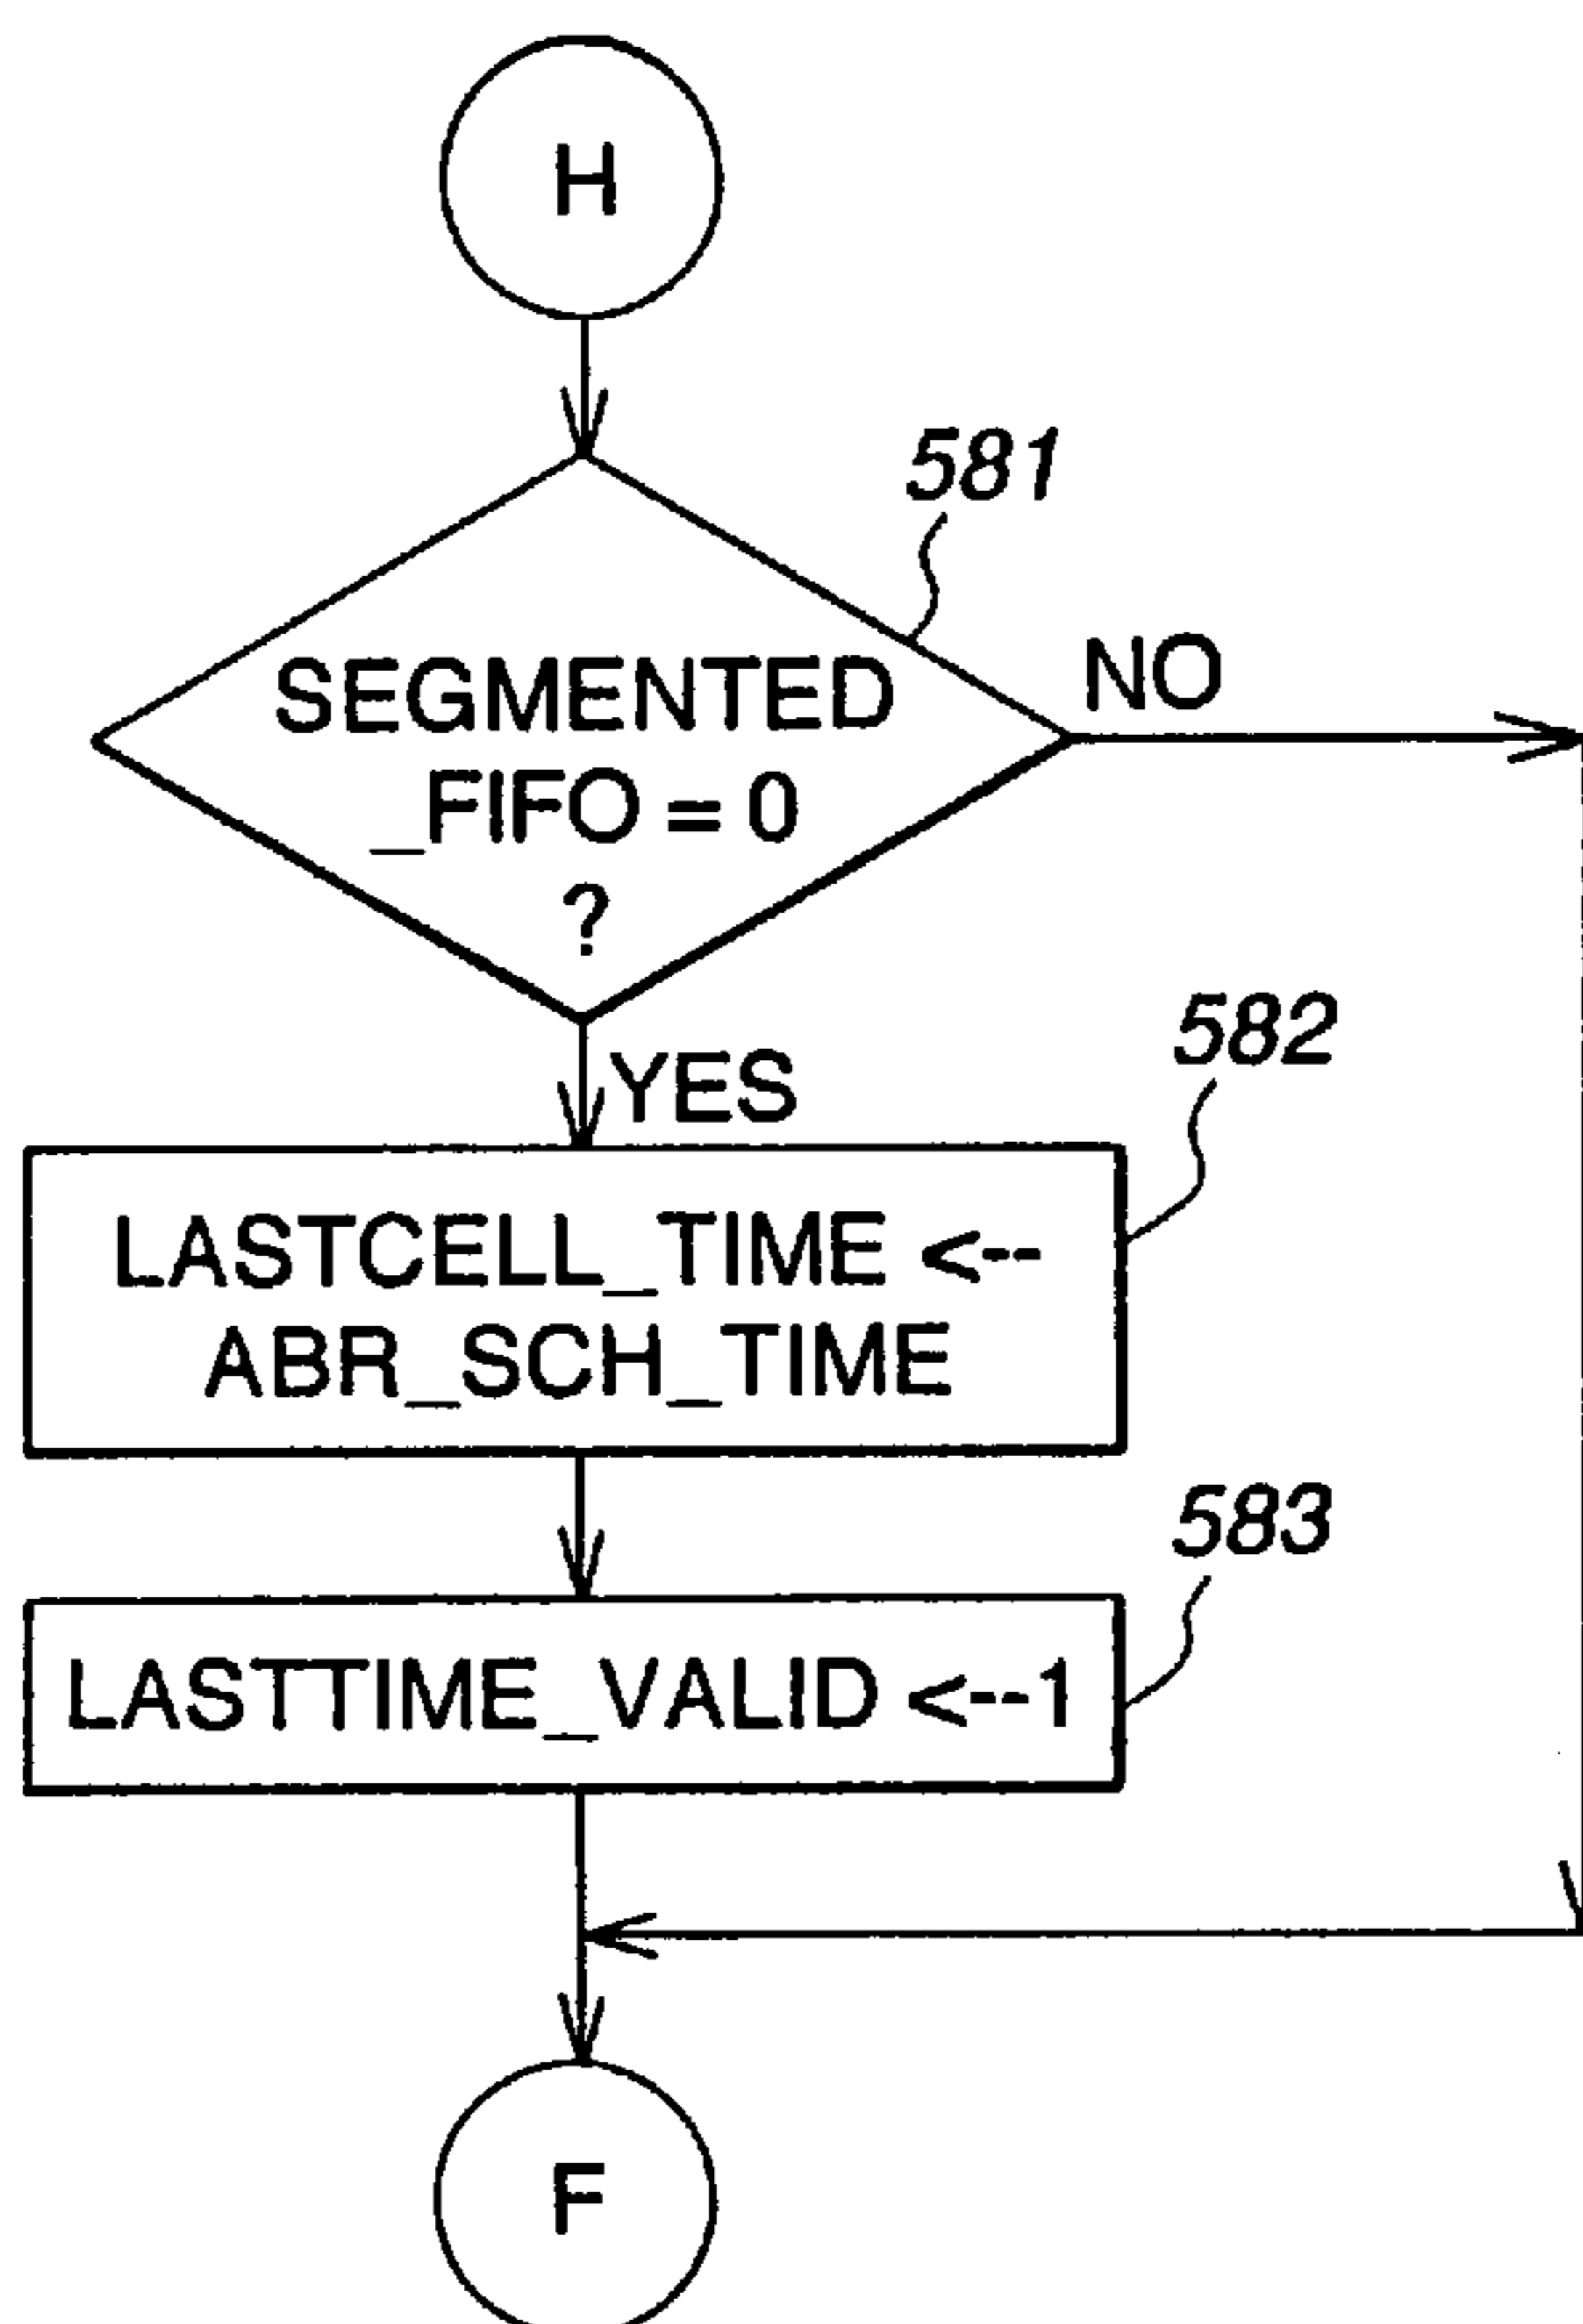 H
581
SEGMENTED
_FIFO = 0
?
NO
YES
582
LASTCELL_TIME <--
ABR_SCH_TIME
583
LASTTIME_VALID <--1
F